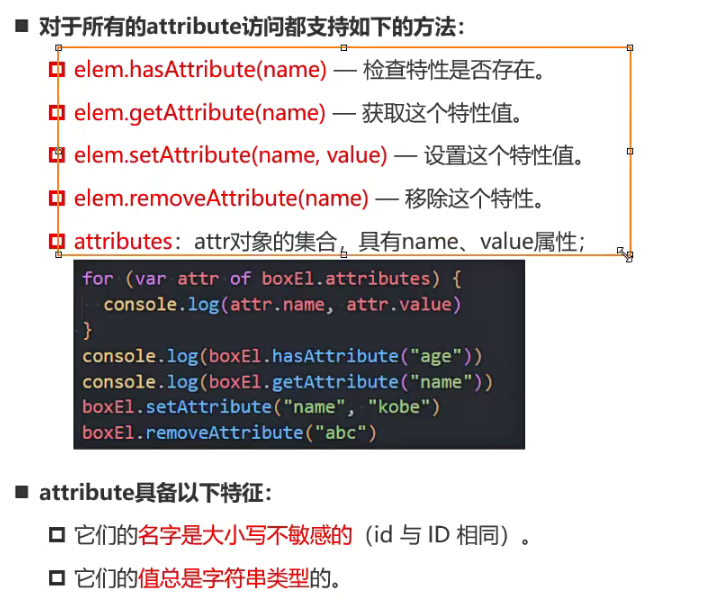 对于所有的attribute访问都支持如下的方法：
elem.hasAttribute(name) — 检查特性是否存在。
elem.getAttribute(name) — 获取这个特性值。
elem.setAttribute(name, value) — 设置这个特性值。
elem.removeAttribute(name) — 移除这个特性。
attributes：attr对象的集合，具有name、value属性；
for (var attr of boxEl.attributes) {
console.log(attr.name, attr.value)
}
console.log(boxEl.hasAttribute("age"))
console.log(boxEl.getAttribute("name"))
boxEl.setAttribute("name", "kobe")
boxEl.removeAttribute("abc")
attribute具备以下特征：
它们的名字是大小写不敏感的（id 与 ID 相同）。
它们的值总是字符串类型的。